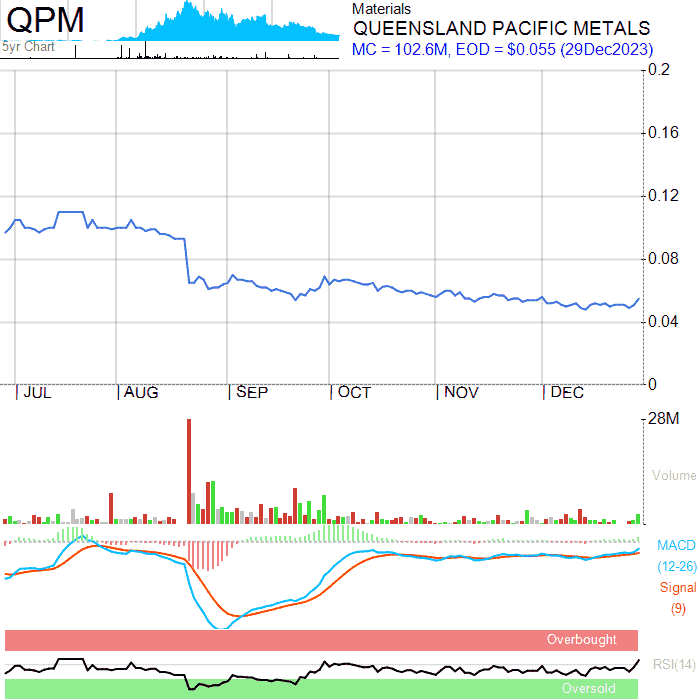 QPM
5yr Chart
Materials
QUEENSLAND PACIFIC METALS
MC = 102.6M, EOD = $0.055 (29Dec2023)
0.2
0.16
0.12
0.08
0.04
0
JUL AUG SEP OCT NOV DEC
28M
Volume
MACD
(12-26)
Signal
(9)
Overbought
RSI(14)
Oversold